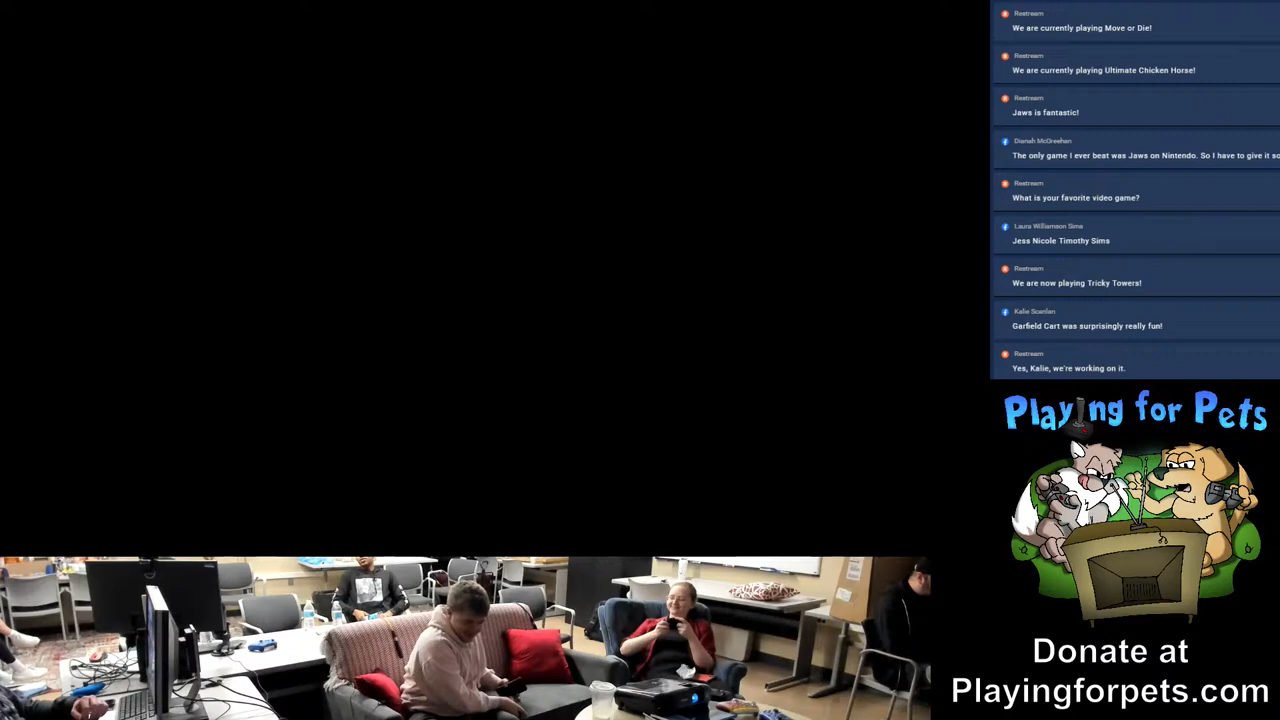 Restream
We are currently playing Move or Die!
Restream
We are currently playing Ultimate Chicken Horse!
Restream
Jaws is fantastic!
Dianah McGreehan
The only game I ever beat was Jaws on Nintendo. So I have to give it
Restream
What is your favorite video game?
Laura Williamson Sims
Jess Nicole Timothy Sims
Restream
We are now playing Tricky Towers!
Kalie Scanlan
Garfield Cart was surprisingly really fun!
Restream
Yes, Kalie, we're working on it.
Playing for Pets
Donate at
Playingforpets.com